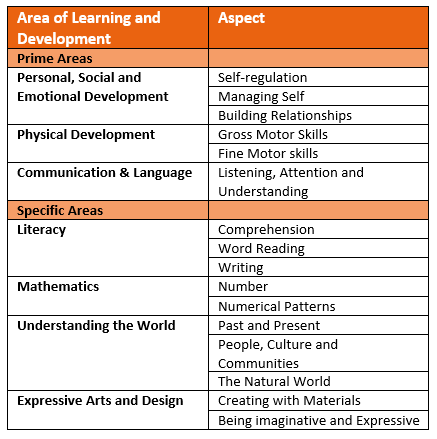 Area of Learning and Development	Aspect
Prime Areas
Personal, Social and Emotional Development	Self-regulation
Managing Self
Building Relationships
Physical Development	Gross Motor Skills
Fine Motor skills
Communication & Language	Listening, Attention and Understanding
Specific Areas
Literacy	Comprehension
Word Reading
Writing
Mathematics	Number
Numerical Patterns
Understanding the World	Past and Present
People, Culture and Communities
The Natural World
Expressive Arts and Design	Creating with Materials
Being imaginative and Expressive